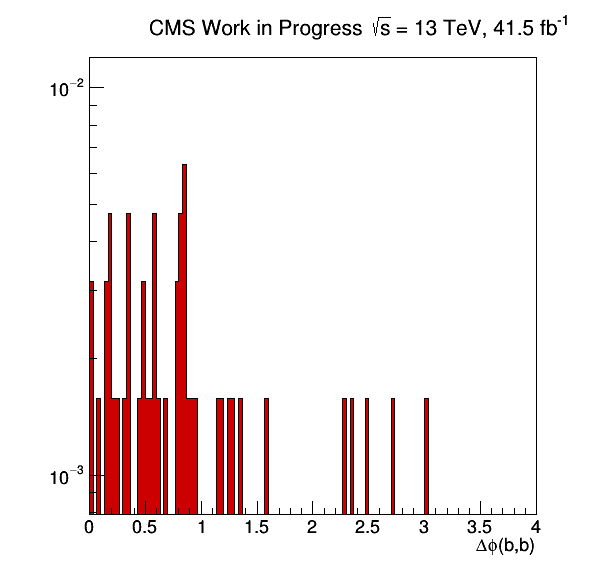 CMS Work in Progress √s = 13 TeV, 41.5 fb⁻¹
10⁻²
10⁻³
0 0.5 1 1.5 2 2.5 3 3.5 4
Δϕ(b,b)